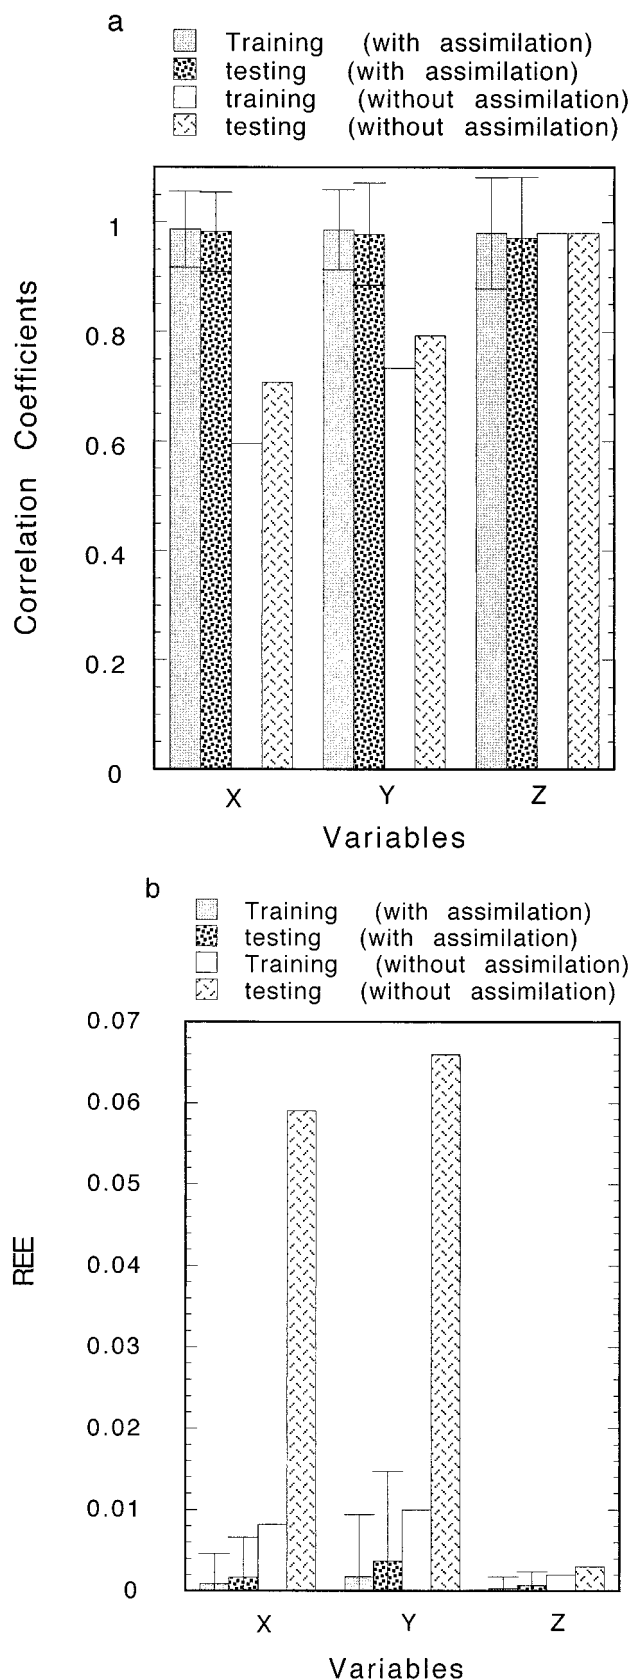 a
Training (with assimilation)
testing (with assimilation)
training (without assimilation)
testing (without assimilation)
1
0.8
0.6
0.4
0.2
0
Correlation Coefficients
X Y Z
Variables
b
Training (with assimilation)
testing (with assimilation)
Training (without assimilation)
testing (without assimilation)
0.07
0.06
0.05
0.04
0.03
0.02
0.01
0
REE
X Y Z
Variables